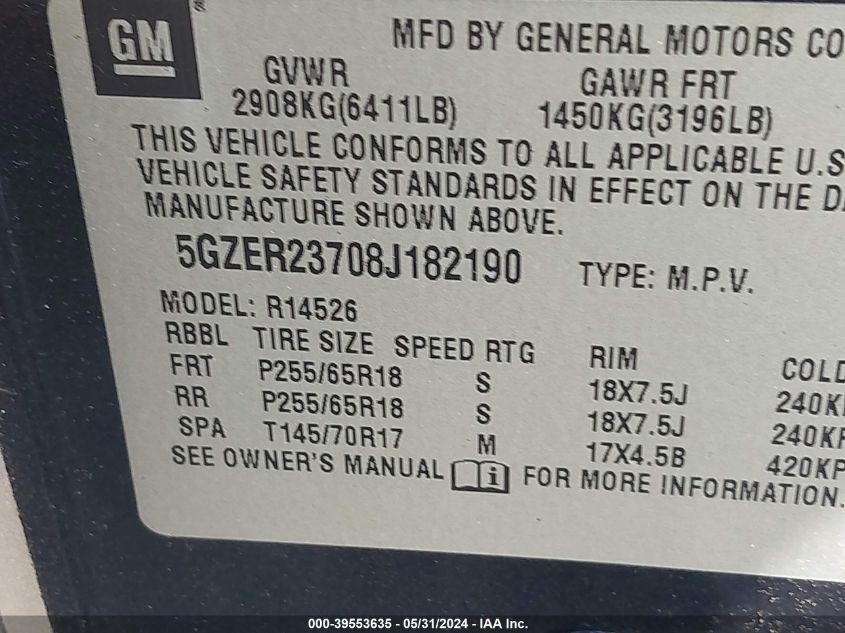 GM
MFD BY GENERAL MOTORS CO
GVWR GAWR FRT
2908KG(6411LB) 1450KG(3196LB)
THIS VEHICLE CONFORMS TO ALL APPLICABLE U.S
VEHICLE SAFETY STANDARDS IN EFFECT ON THE DA
MANUFACTURE SHOWN ABOVE.
5GZER23708J182190 TYPE: M.P.V.
MODEL: R14526
RBBL TIRE SIZE SPEED RTG RIM COLD
FRT P255/65R18 S 18X7.5J 240KP
RR P255/65R18 S 18X7.5J 240KP
SPA T145/70R17 M 17X4.5B 420KP
SEE OWNER'S MANUAL i FOR MORE INFORMATION.
000-39553635 - 05/31/2024 - IAA Inc.